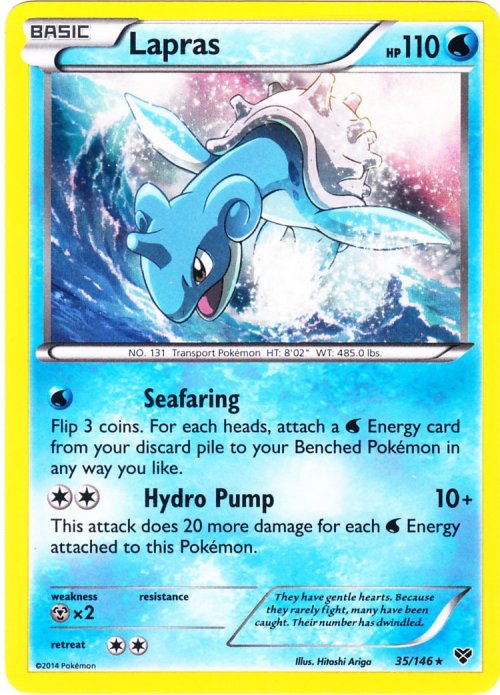 BASIC
Lapras
HP110
NO. 131 Transport Pokémon HT: 8'02" WT: 485.0 lbs.
Seafaring
Flip 3 coins. For each heads, attach a Energy card
from your discard pile to your Benched Pokémon in
any way you like.
Hydro Pump 10+
This attack does 20 more damage for each Energy
attached to this Pokémon.
weakness resistance
×2
They have gentle hearts. Because
they rarely fight, many have been
caught. Their number has dwindled.
retreat
©2014 Pokémon
Illus. Hitoshi Ariga
35/146★